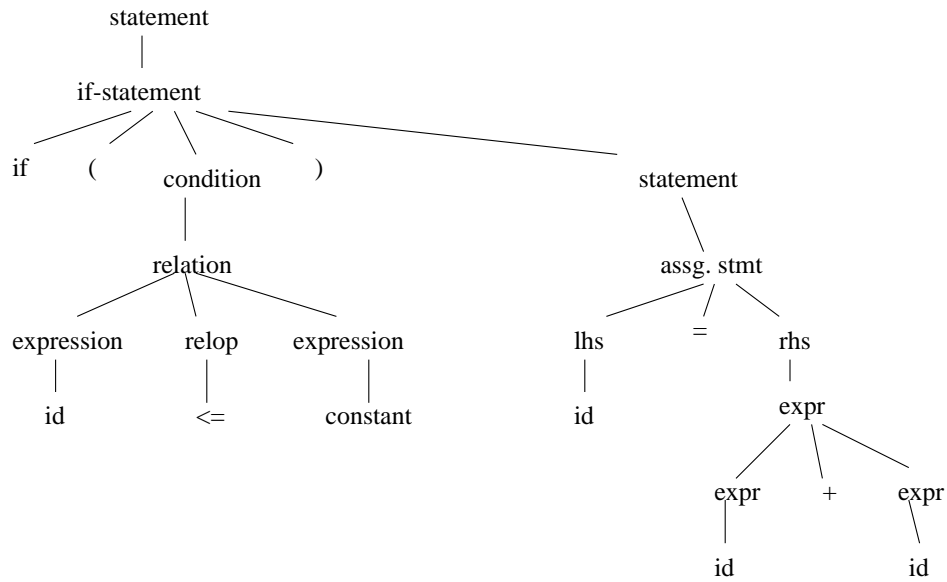 statement
if-statement
if ( condition ) statement
relation assg. stmt
expression relop expression lhs = rhs
id <= constant id expr
expr + expr
id id